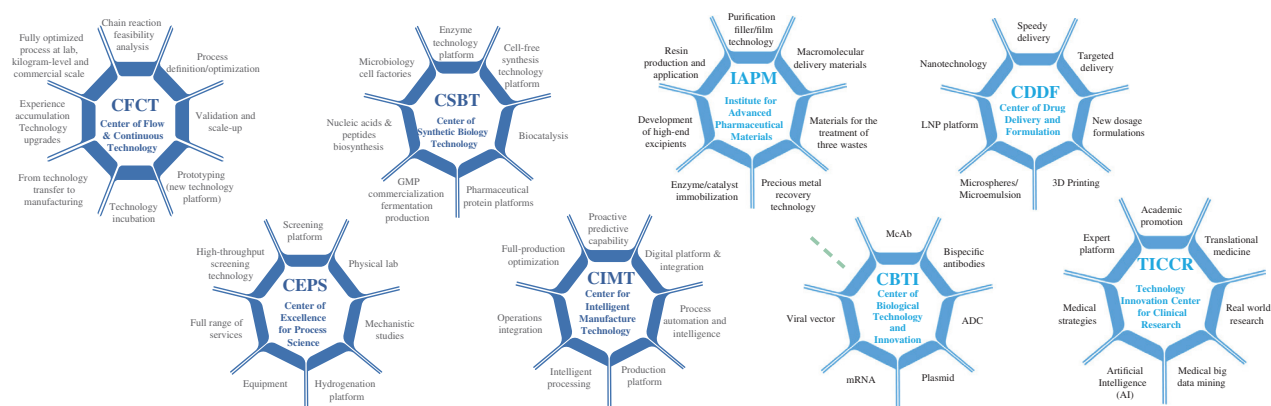 Chain reaction
feasibility
analysis
Fully optimized
process at lab,
kilogram-level and
commercial scale
Process
definition/optimization
Experience
accumulation
Technology
upgrades
CFCT
Center of Flow
& Continuous
Technology
Validation and
scale-up
From technology
transfer to
manufacturing
Technology
incubation
Prototyping
(new technology
platform)
Enzyme
technology
platform
Microbiology
cell factories
Cell-free
synthesis
technology
platform
Nucleic acids &
peptides
biosynthesis
CSBT
Center of
Synthetic Biology
Technology
Biocatalysis
GMP
commercialization
fermentation
production
Pharmaceutical
protein platforms
Purification
filler/film
technology
Resin
production and
application
Macromolecular
delivery materials
Development
of high-end
excipients
IAPM
Institute for
Advanced
Pharmaceutical
Materials
Materials for the
treatment of
three wastes
Enzyme/catalyst
immobilization
Precious metal
recovery
technology
Speedy
delivery
Nanotechnology
Targeted
delivery
LNP platform
CDDF
Center of Drug
Delivery and
Formulation
New dosage
formulations
Microspheres/
Microemulsion
3D Printing
Screening
platform
High-throughput
screening
technology
Physical lab
Full range of
services
CEPS
Center of
Excellence
for Process
Science
Mechanistic
studies
Equipment
Hydrogenation
platform
Proactive
predictive
capability
Full-production
optimization
Digital platform &
integration
Operations
integration
CIMT
Center for
Intelligent
Manufacture
Technology
Process
automation and
intelligence
Intelligent
processing
Production
platform
McAb
Bispecific
antibodies
Viral vector
CBTI
Center of
Biological
Technology
and
Innovation
ADC
mRNA
Plasmid
Academic
promotion
Expert
platform
Translational
medicine
Medical
strategies
TICCR
Technology
Innovation Center
for Clinical
Research
Real world
research
Artificial
Intelligence
(AI)
Medical big
data mining